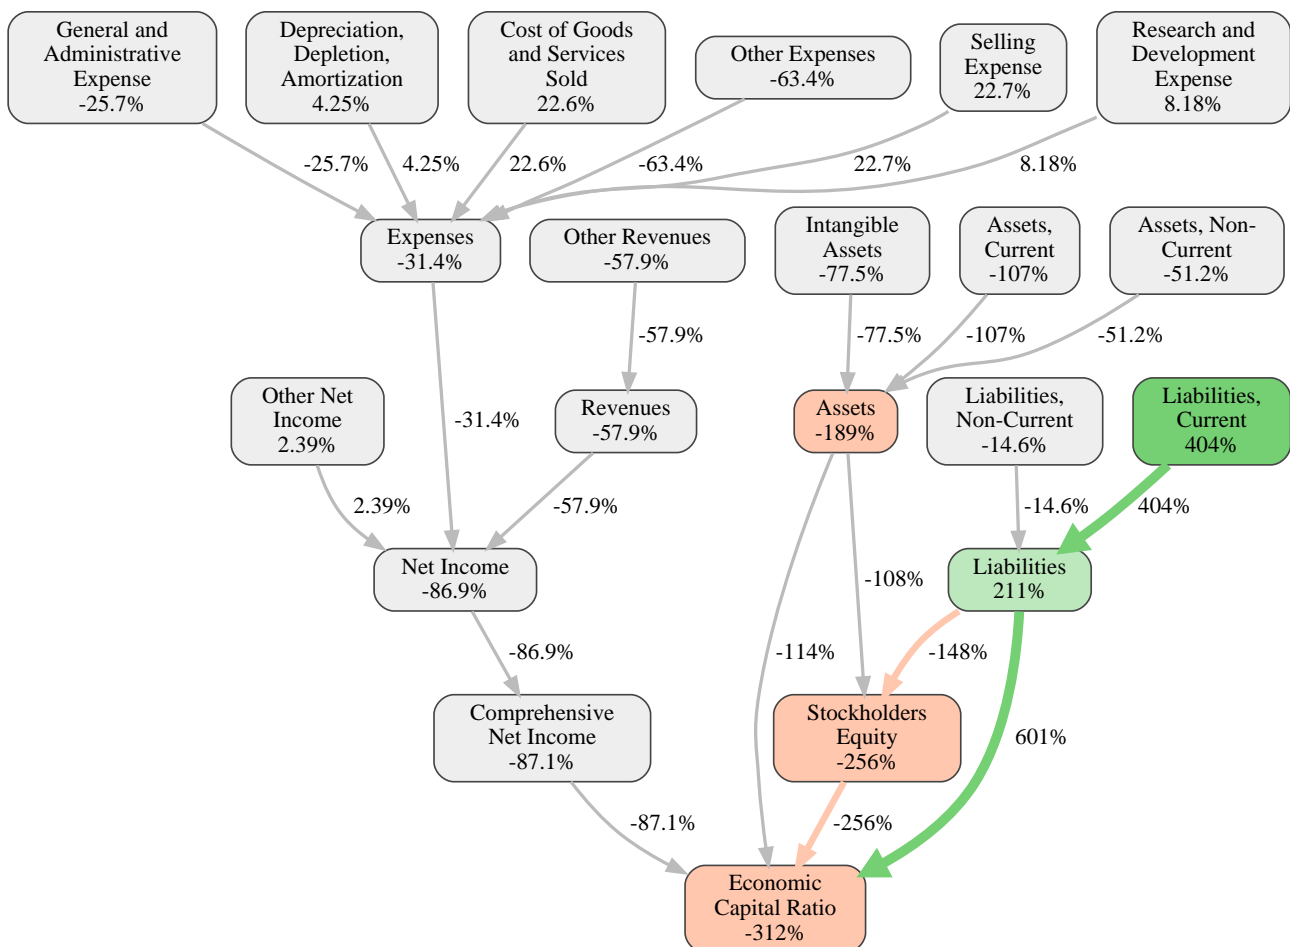 General and
Administrative
Expense
-25.7%
Depreciation,
Depletion,
Amortization
4.25%
Cost of Goods
and Services
Sold
22.6%
Other Expenses
-63.4%
Selling
Expense
22.7%
Research and
Development
Expense
8.18%
-25.7%
4.25%
22.6%
-63.4%
22.7%
8.18%
Expenses
-31.4%
Other Revenues
-57.9%
Intangible
Assets
-77.5%
Assets,
Current
-107%
Assets, Non-
Current
-51.2%
-57.9%
-77.5%
-107%
-51.2%
Other Net
Income
2.39%
-31.4%
Revenues
-57.9%
Assets
-189%
Liabilities,
Non-Current
-14.6%
Liabilities,
Current
404%
2.39%
-57.9%
-14.6%
404%
Net Income
-86.9%
-108%
Liabilities
211%
-86.9%
-114%
-148%
Comprehensive
Net Income
-87.1%
Stockholders
Equity
-256%
601%
-87.1%
-256%
Economic
Capital Ratio
-312%